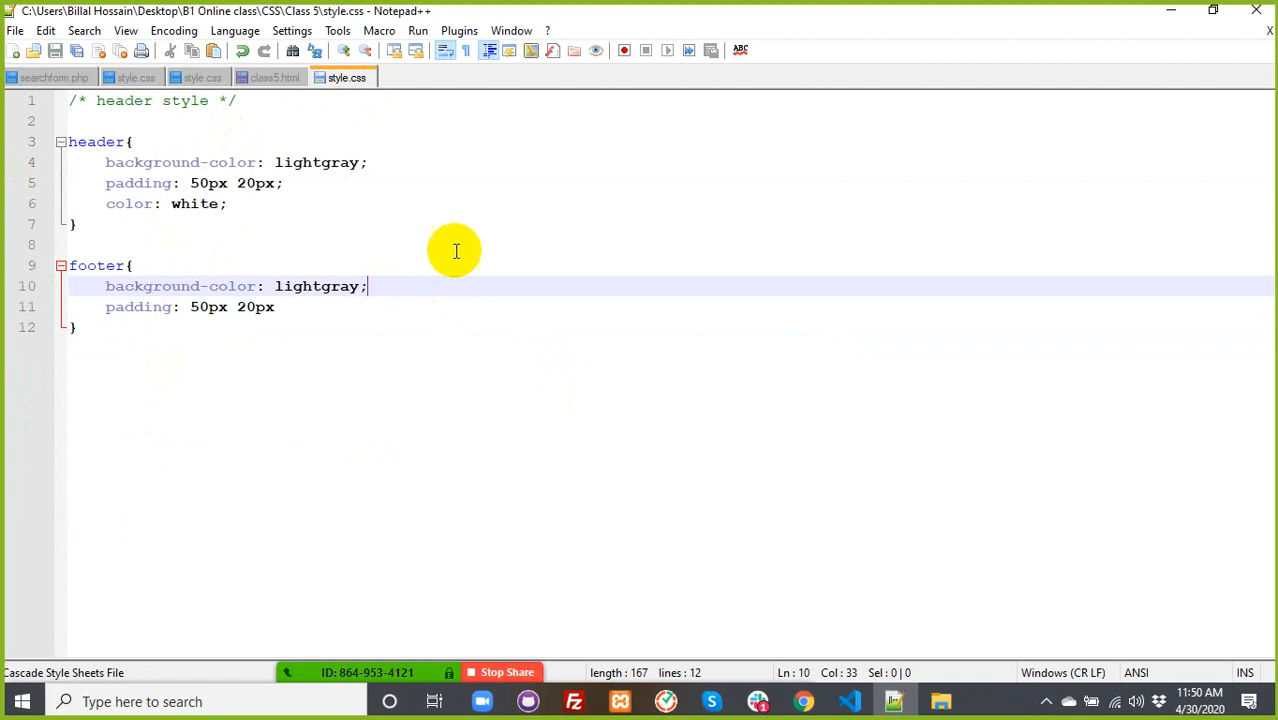 C:\Users\Billal Hossain\Desktop\B1 Online class\CSS\Class 5\style.css - Notepad++
File Edit Search View Encoding Language Settings Tools Macro Run Plugins Window ? X
ABC
searchform.php style.css style.css class5.html style.css
1 /* header style */
2
3 header{
4 background-color: lightgray;
5 padding: 50px 20px;
6 color: white;
7 }
8
9 footer{
10 background-color: lightgray;
11 padding: 50px 20px
12 }
Cascade Style Sheets File ID: 864-953-4121 Stop Share length : 167 lines : 12 Ln : 10 Col : 33 Sel : 0 | 0 Windows (CR LF) ANSI INS
Type here to search 11:50 AM
4/30/2020